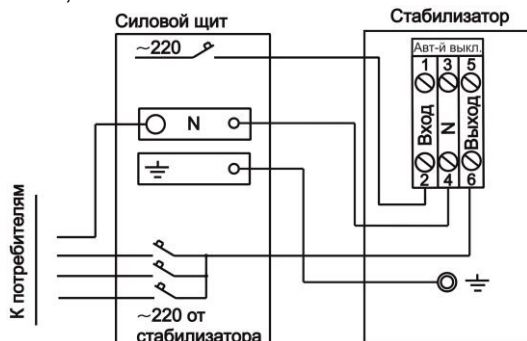 Силовой щит
Стабилизатор
~220
Авт-й выкл.
1 3 5
Вход
N
Выход
2 4 6
N
К потребителям
~220 от
стабилизатора